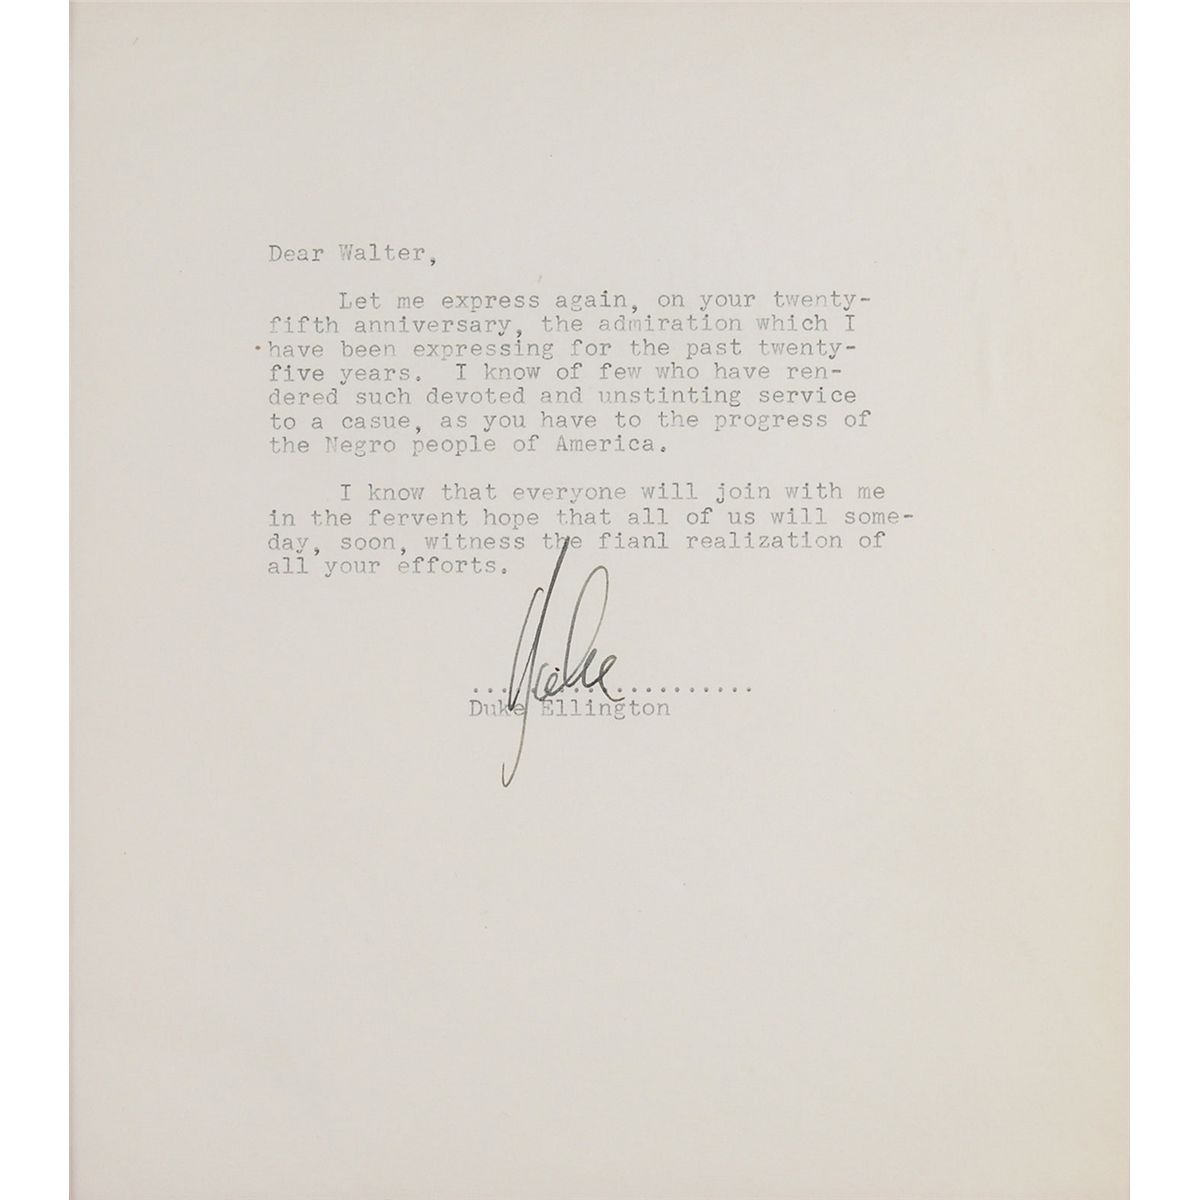 Dear Walter,
Let me express again, on your twenty-
fifth anniversary, the admiration which I
have been expressing for the past twenty-
five years. I know of few who have ren-
dered such devoted and unstinting service
to a casue, as you have to the progress of
the Negro people of America.
I know that everyone will join with me
in the fervent hope that all of us will some-
day, soon, witness the fianl realization of
all your efforts.
Duke
Duke Ellington